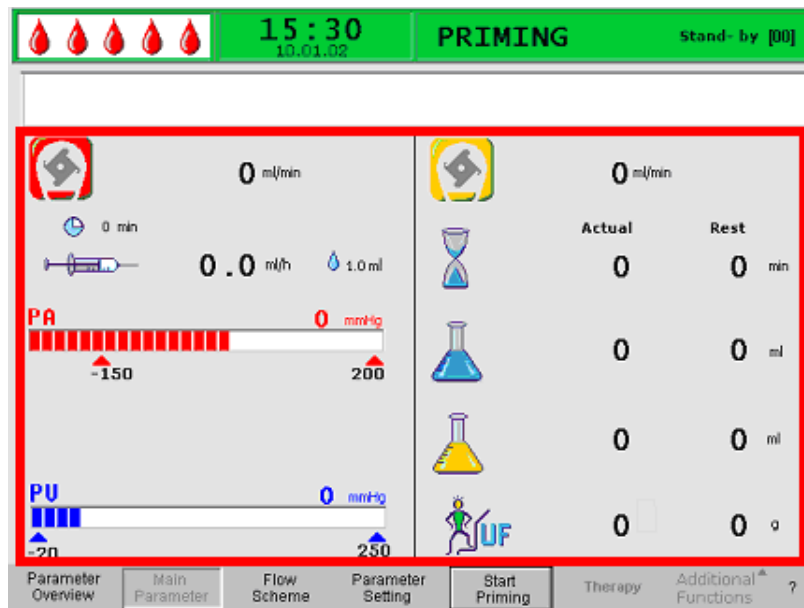 15:30
10.01.02
PRIMING
Stand- by [00]
0 ml/min
0 min
0.0 ml/h
1.0 ml
PA 0 mmHg
-150 200
PV 0 mmHg
-20 250
0 ml/min
Actual Rest
0 0 min
0 0 ml
0 0 ml
UF 0 0 g
Parameter Overview
Main Parameter
Flow Scheme
Parameter Setting
Start Priming
Therapy
Additional Functions
?